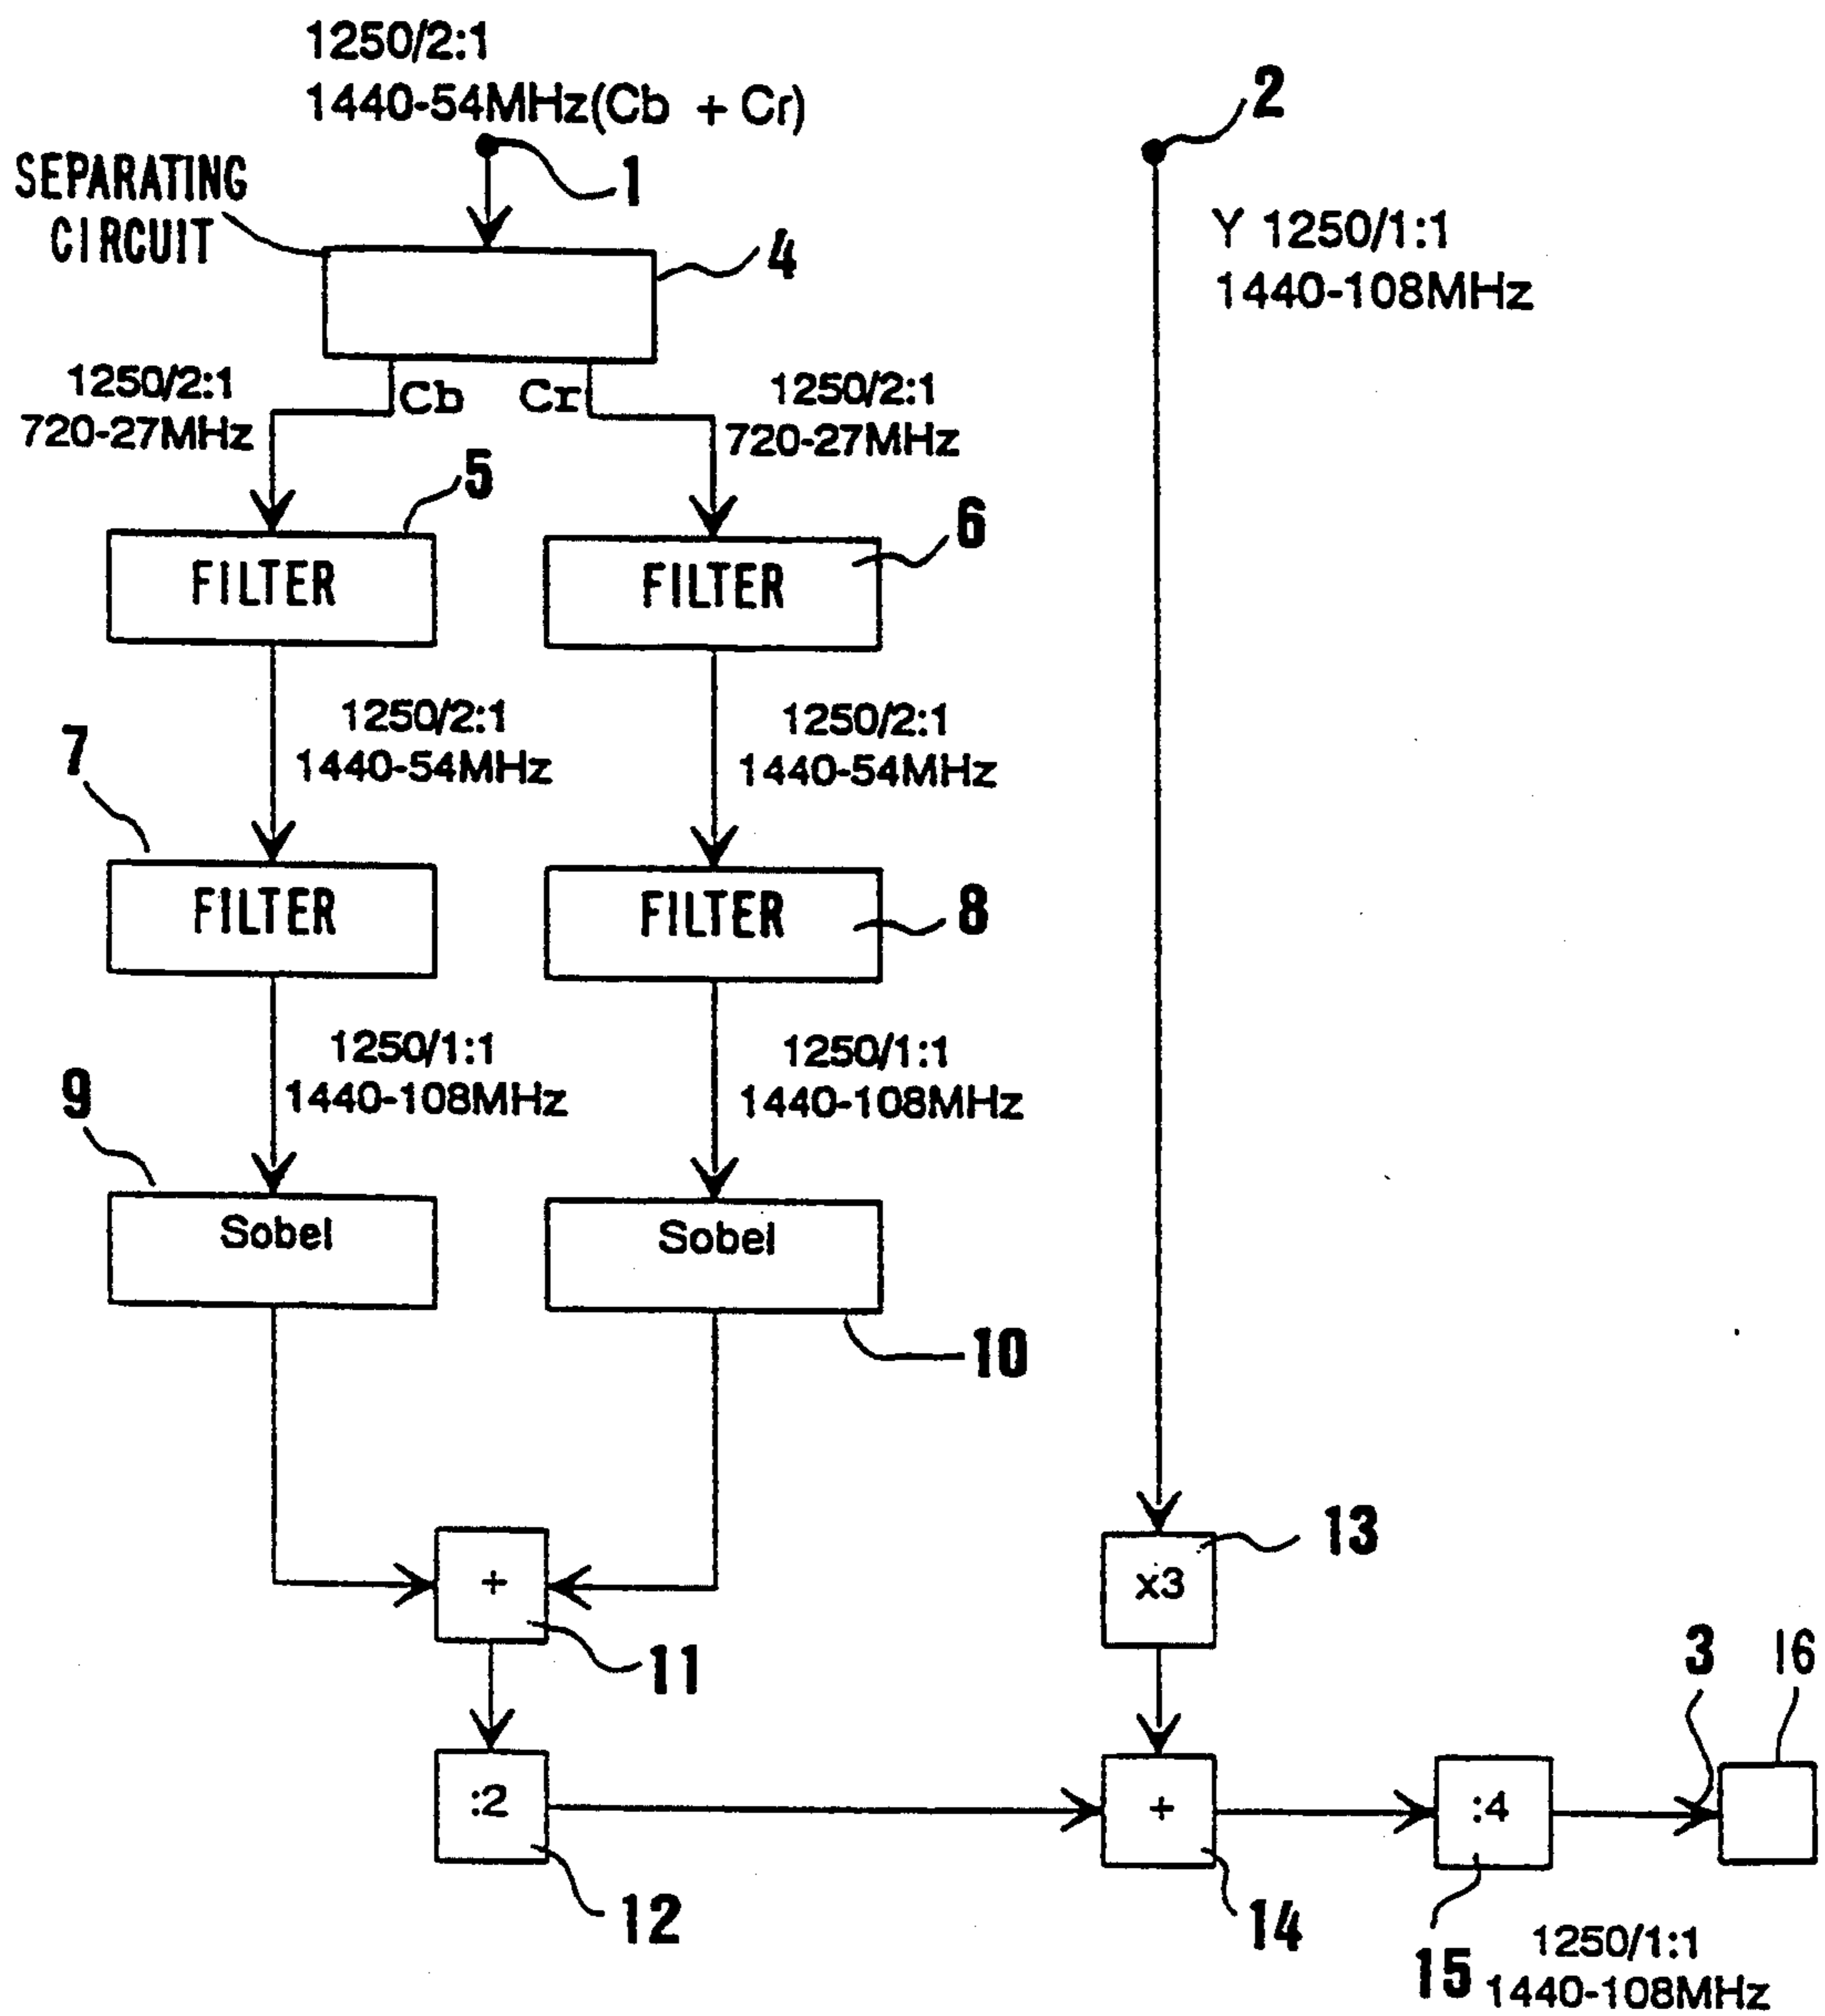 1250/2:1
1440-54MHz(Cb + Cr)
1
2
SEPARATING
CIRCUIT
4
Y 1250/1:1
1440-108MHz
Cb
Cr
1250/2:1
720-27MHz
1250/2:1
720-27MHz
5
6
FILTER
FILTER
1250/2:1
1440-54MHz
1250/2:1
1440-54MHz
7
8
FILTER
FILTER
1250/1:1
1440-108MHz
1250/1:1
1440-108MHz
9
Sobel
Sobel
10
+
11
x3
13
:2
12
+
14
:4
15
3
16
1250/1:1
1440-108MHz